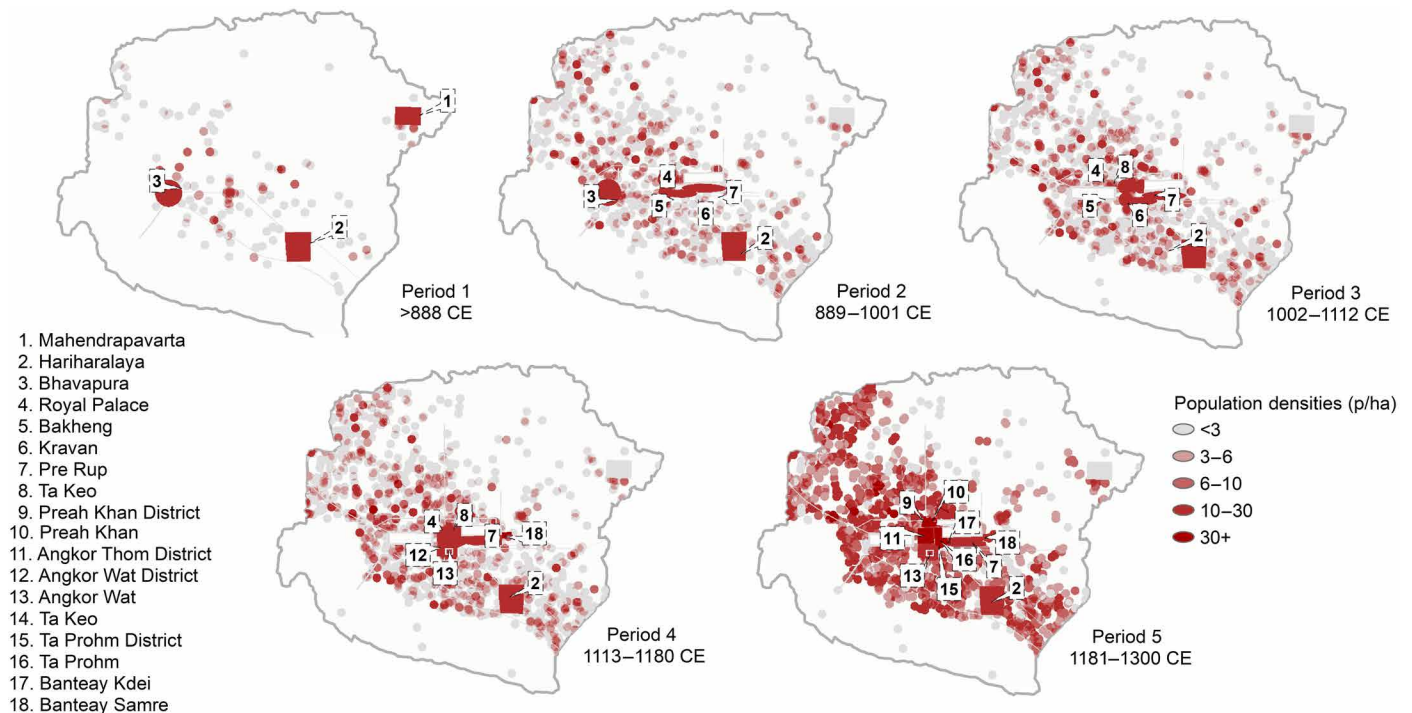 1
3
2
Period 1
>888 CE
4
3
5
7
6
2
Period 2
889–1001 CE
4
8
5
6
7
2
Period 3
1002–1112 CE
1. Mahendrapavarta
2. Hariharalaya
3. Bhavapura
4. Royal Palace
5. Bakheng
6. Kravan
7. Pre Rup
8. Ta Keo
9. Preah Khan District
10. Preah Khan
11. Angkor Thom District
12. Angkor Wat District
13. Angkor Wat
14. Ta Keo
15. Ta Prohm District
16. Ta Prohm
17. Banteay Kdei
18. Banteay Samre
4
8
7
18
12
13
2
Period 4
1113–1180 CE
9
10
17
11
18
16
7
13
15
2
Period 5
1181–1300 CE
Population densities (p/ha)
<3
3–6
6–10
10–30
30+